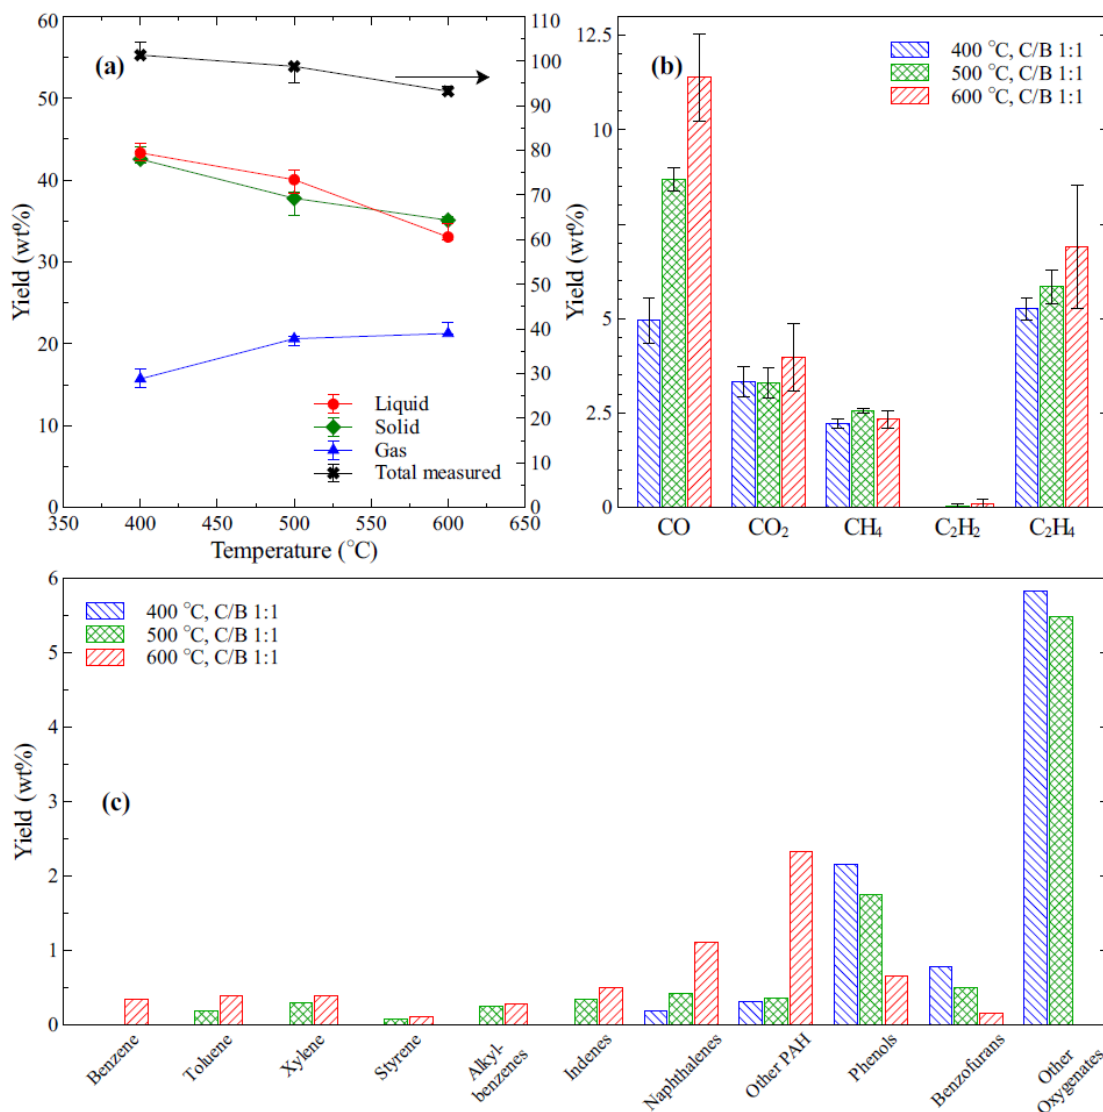 60
50
40
30
20
10
0
Yield (wt%)
(a)
110
100
90
80
70
60
50
40
30
20
10
0
Yield (wt%)
Liquid
Solid
Gas
Total measured
350 400 450 500 550 600 650
Temperature (°C)
12.5
10
5
2.5
0
(b)
400 °C, C/B 1:1
500 °C, C/B 1:1
600 °C, C/B 1:1
CO CO₂ CH₄ C₂H₂ C₂H₄
6
5
4
3
2
1
0
Yield (wt%)
400 °C, C/B 1:1
500 °C, C/B 1:1
600 °C, C/B 1:1
(c)
Benzene
Toluene
Xylene
Styrene
Alkyl-
benzenes
Indenes
Naphthalenes
Other PAH
Phenols
Benzofurans
Other
Oxygenates